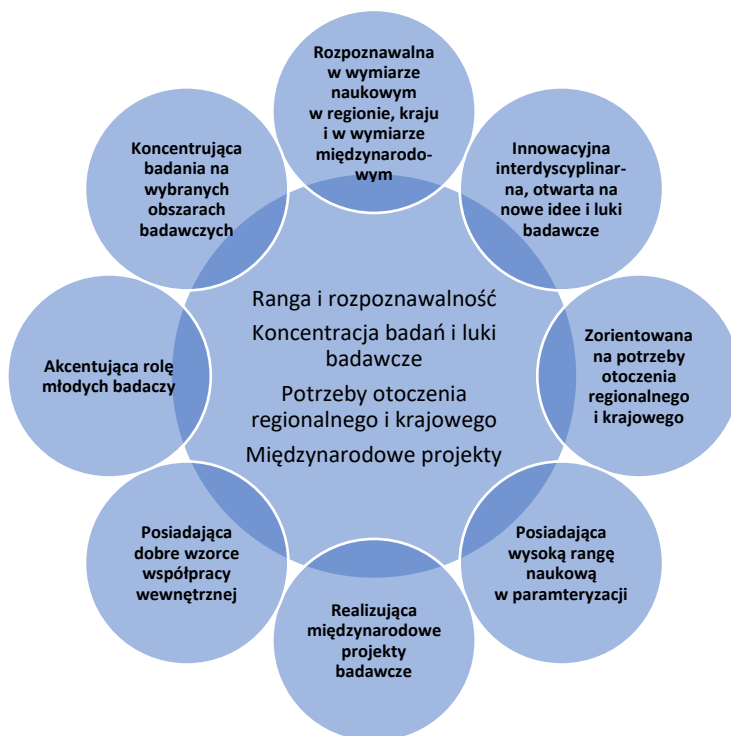 Rozpoznawalna
w wymiarze
naukowym
w regionie, kraju
i w wymiarze
międzynarodo-
wym
Innowacyjna
interdyscyplinar-
na, otwarta na
nowe idee i luki
badawcze
Zorientowana
na potrzeby
otoczenia
regionalnego
i krajowego
Posiadająca
wysoką rangę
naukową
w paramteryzacji
Realizująca
międzynarodowe
projekty
badawcze
Posiadająca
dobre wzorce
współpracy
wewnętrznej
Akcentująca rolę
młodych badaczy
Koncentrująca
badania na
wybranych
obszarach
badawczych
Ranga i rozpoznawalność
Koncentracja badań i luki
badawcze
Potrzeby otoczenia
regionalnego i krajowego
Międzynarodowe projekty